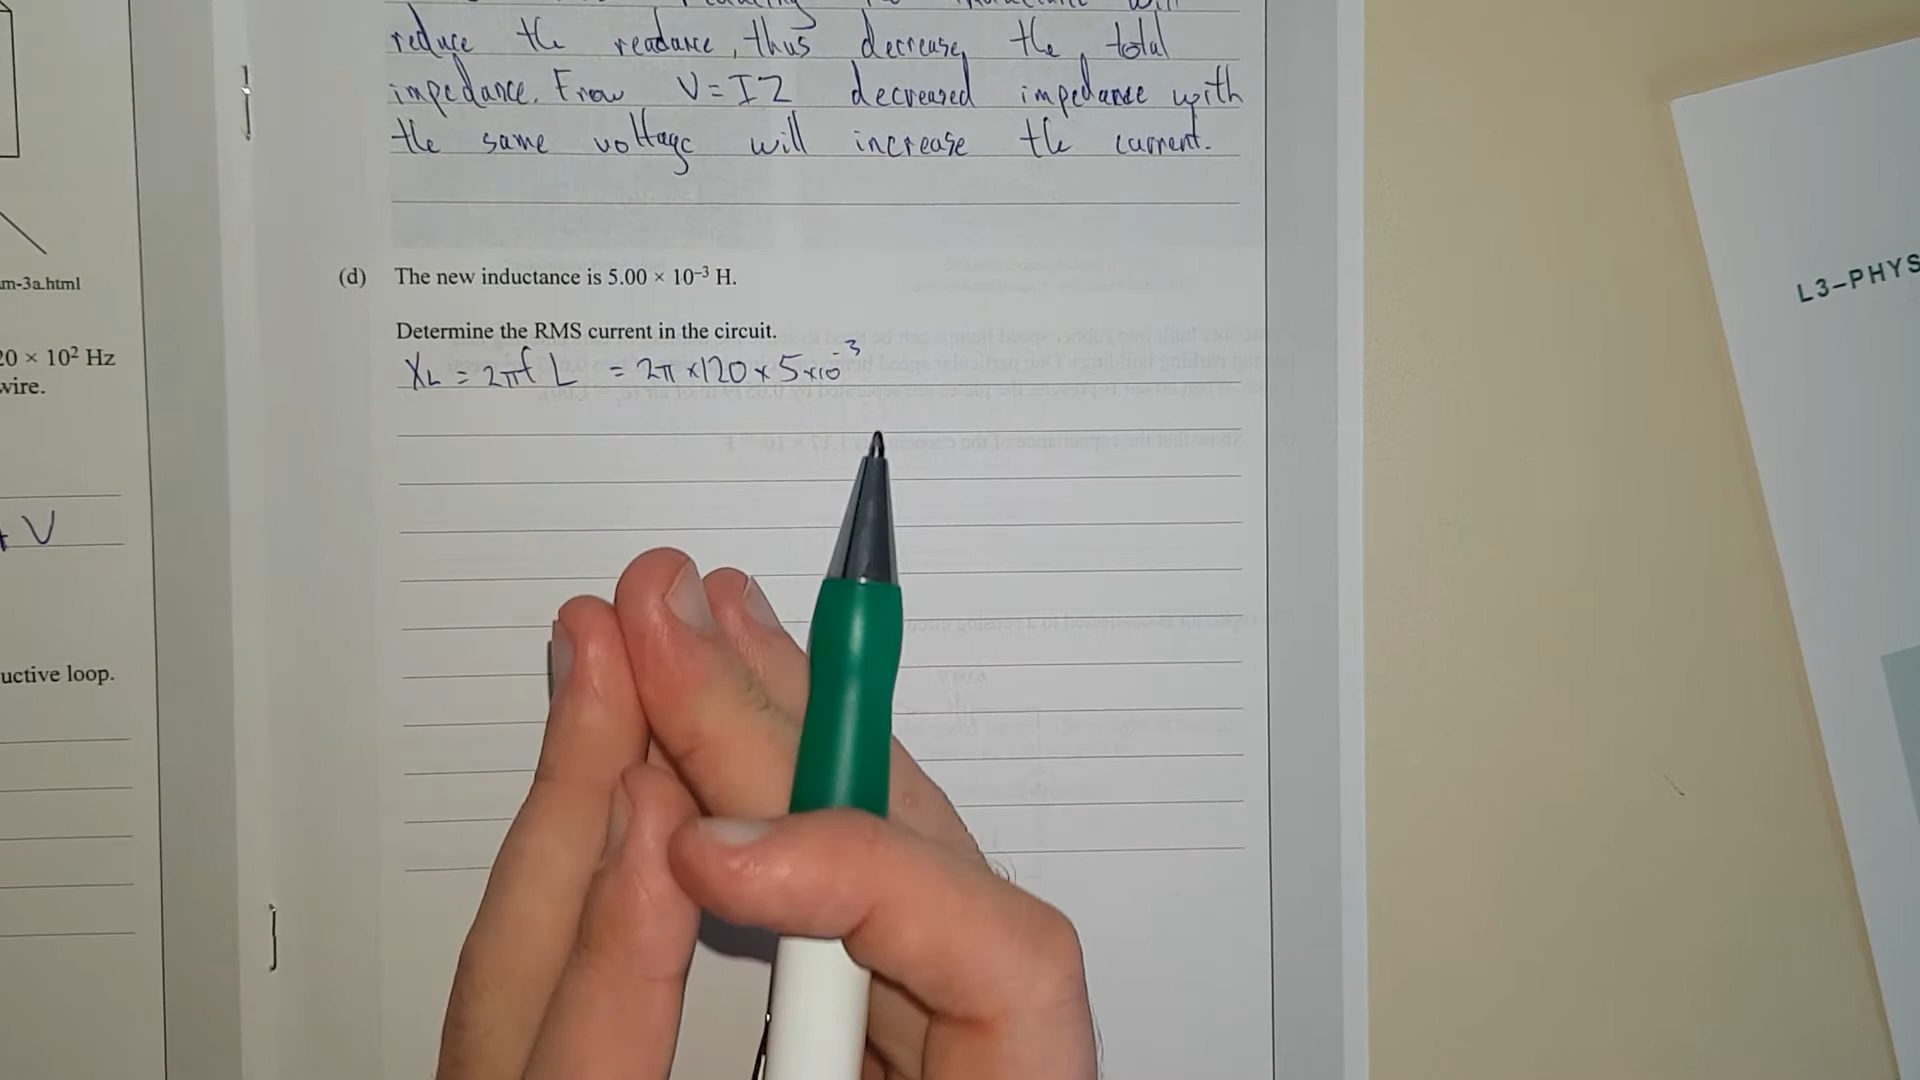 reduce the readance, thus decrease the total
impedance. From V=IZ decreased impedance with
the same voltage will increase the current.
m-3a.html
20 × 10² Hz
wire.
V
uctive loop.
(d) The new inductance is 5.00 × 10⁻³ H.
Determine the RMS current in the circuit.
X_L = 2πf L = 2π×120×5×10⁻³
L3-PHYS